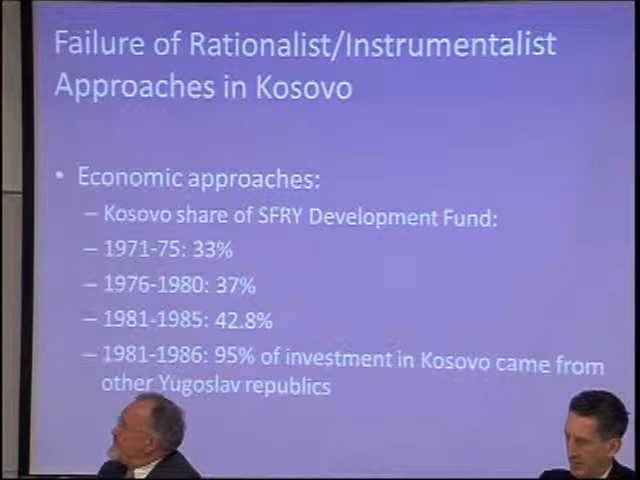 Failure of Rationalist/Instrumentalist
Approaches in Kosovo
• Economic approaches:
– Kosovo share of SFRY Development Fund:
– 1971-75: 33%
– 1976-1980: 37%
– 1981-1985: 42.8%
– 1981-1986: 95% of investment in Kosovo came from
other Yugoslav republics